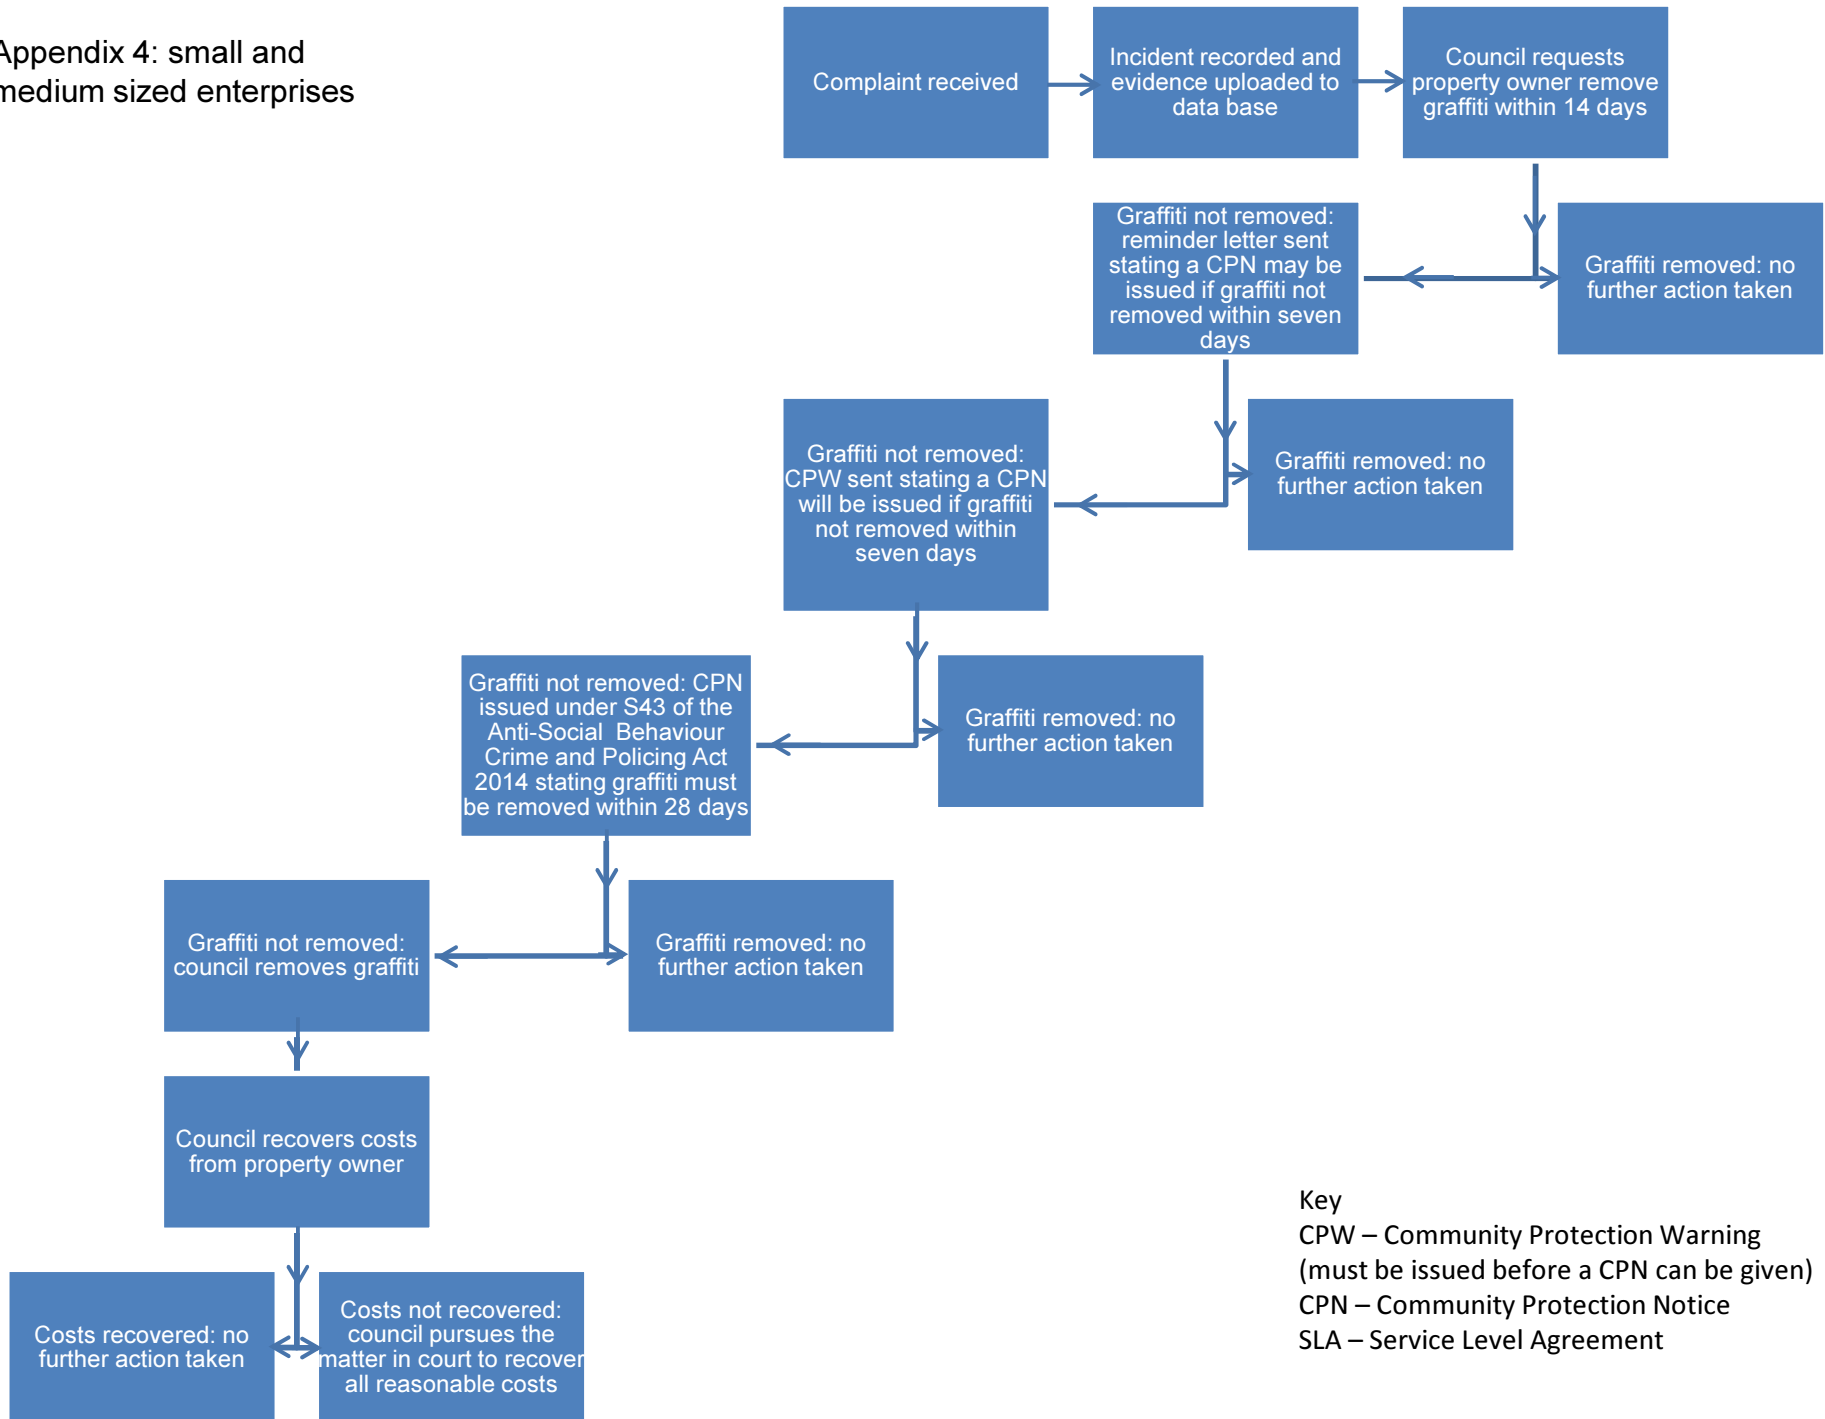 Appendix 4: small and
medium sized enterprises
Complaint received
Incident recorded and
evidence uploaded to
data base
Council requests
property owner remove
graffiti within 14 days
Graffiti not removed:
reminder letter sent
stating a CPN may be
issued if graffiti not
removed within seven
days
Graffiti removed: no
further action taken
Graffiti not removed:
CPW sent stating a CPN
will be issued if graffiti
not removed within
seven days
Graffiti removed: no
further action taken
Graffiti not removed: CPN
issued under S43 of the
Anti-Social Behaviour
Crime and Policing Act
2014 stating graffiti must
be removed within 28 days
Graffiti removed: no
further action taken
Graffiti not removed:
council removes graffiti
Graffiti removed: no
further action taken
Council recovers costs
from property owner
Costs recovered: no
further action taken
Costs not recovered:
council pursues the
matter in court to recover
all reasonable costs
Key
CPW – Community Protection Warning
(must be issued before a CPN can be given)
CPN – Community Protection Notice
SLA – Service Level Agreement